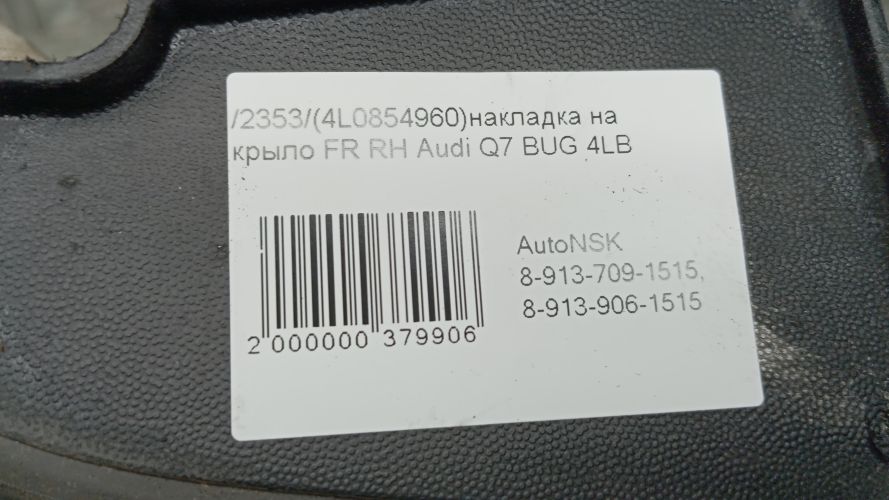 /2353/(4L0854960)накладка на
крыло FR RH Audi Q7 BUG 4LB
AutoNSK
8-913-709-1515,
8-913-906-1515
2 000000 379906